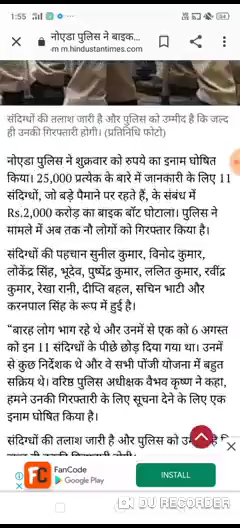 1:55
नोएडा पुलिस ने बाइक...
m.hindustantimes.com
संदिग्धों की तलाश जारी है और पुलिस को उम्मीद है कि जल्द
ही उनकी गिरफ्तारी होगी। (प्रतिनिधि फोटो)
नोएडा पुलिस ने शुक्रवार को रुपये का इनाम घोषित
किया। 25,000 प्रत्येक के बारे में जानकारी के लिए 11
संदिग्धों, जो बड़े पैमाने पर रहते हैं, के संबंध में
Rs.2,000 करोड़ का बाइक बॉट घोटाला। पुलिस ने
मामले में अब तक नौ लोगों को गिरफ्तार किया है।
संदिग्धों की पहचान सुनील कुमार, विनोद कुमार,
लोकेंद्र सिंह, भूदेव, पुष्पेंद्र कुमार, ललित कुमार, रवींद्र
कुमार, रेखा रानी, दीप्ति बहल, सचिन भाटी और
करनपाल सिंह के रूप में हुई है।
“बारह लोग भाग रहे थे और उनमें से एक को 6 अगस्त
को इन 11 संदिग्धों के पीछे छोड़ दिया गया था। उनमें
से कुछ निर्देशक थे और वे सभी पोंजी योजना में बहुत
सक्रिय थे। वरिष्ठ पुलिस अधीक्षक वैभव कृष्ण ने कहा,
हमने उनकी गिरफ्तारी के लिए सूचना देने के लिए एक
इनाम घोषित किया है।
संदिग्धों की तलाश जारी है और पुलिस को
FanCode
Google Play
INSTALL
DU RECORDER